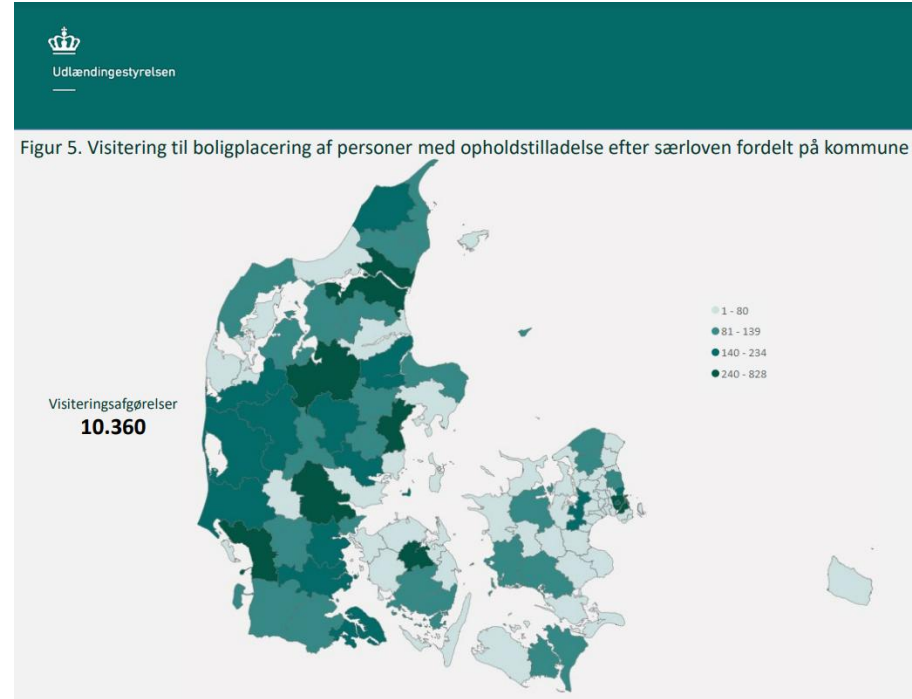 Udlændingestyrelsen
Figur 5. Visitering til boligplacering af personer med opholdstilladelse efter særloven fordelt på kommune
1 - 80
81 - 139
140 - 234
240 - 828
Visiteringsafgørelser
10.360